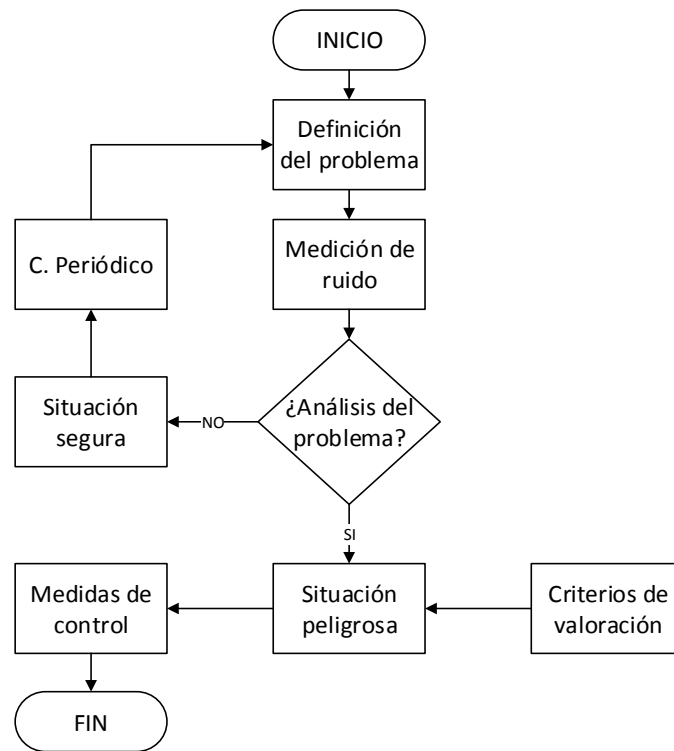 INICIO
Definición
del problema
C. Periódico
Medición de
ruido
Situación
segura
NO
¿Análisis del
problema?
SI
Medidas de
control
Situación
peligrosa
Criterios de
valoración
FIN